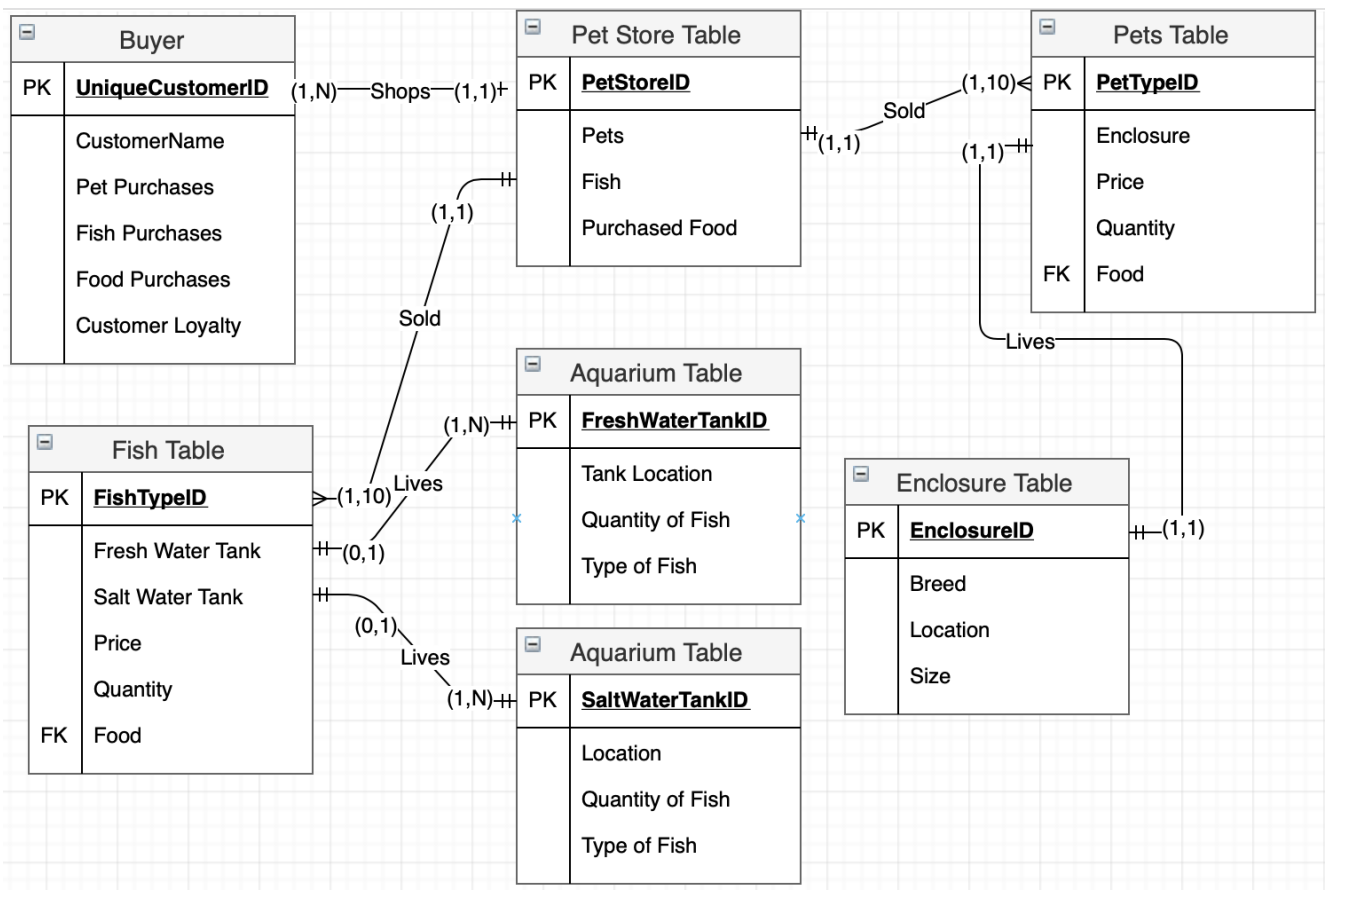 Buyer
PK UniqueCustomerID
CustomerName
Pet Purchases
Fish Purchases
Food Purchases
Customer Loyalty
(1,N) Shops (1,1)
Pet Store Table
PK PetStoreID
Pets
Fish
Purchased Food
(1,1) Sold (1,10)
Pets Table
PK PetTypeID
Enclosure
Price
Quantity
FK Food
(1,1)
Lives
(1,1)
(1,1)
Sold
(1,10)
Fish Table
PK FishTypeID
Fresh Water Tank
Salt Water Tank
Price
Quantity
FK Food
(1,N)
Lives
(0,1)
(0,1)
Lives
(1,N)
Aquarium Table
PK FreshWaterTankID
Tank Location
Quantity of Fish
Type of Fish
Aquarium Table
PK SaltWaterTankID
Location
Quantity of Fish
Type of Fish
Enclosure Table
PK EnclosureID
Breed
Location
Size